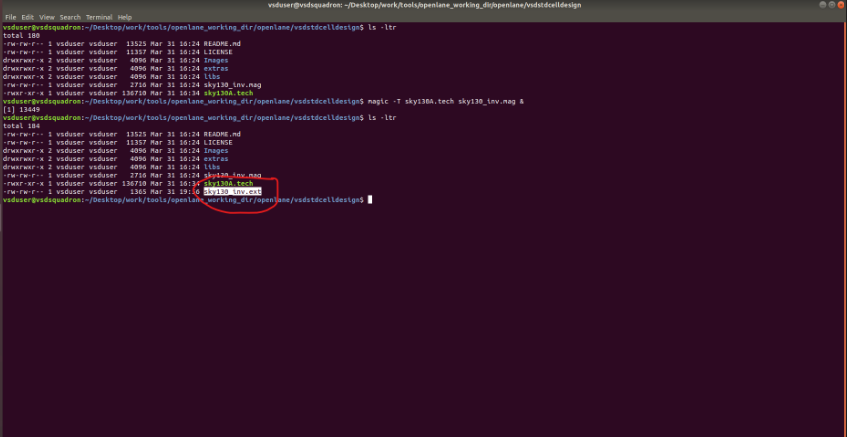 vsduser@vsdsquadron: ~/Desktop/work/tools/openlane_working_dir/openlane/vsdstdcelldesign
File Edit View Search Terminal Help
vsduser@vsdsquadron:~/Desktop/work/tools/openlane_working_dir/openlane/vsdstdcelldesign$ ls -ltr
total 180
-rw-rw-r-- 1 vsduser vsduser 13525 Mar 31 16:24 README.md
-rw-rw-r-- 1 vsduser vsduser 11357 Mar 31 16:24 LICENSE
drwxrwxr-x 2 vsduser vsduser 4096 Mar 31 16:24 Images
drwxrwxr-x 2 vsduser vsduser 4096 Mar 31 16:24 extras
drwxrwxr-x 2 vsduser vsduser 4096 Mar 31 16:24 libs
-rw-rw-r-- 1 vsduser vsduser 2716 Mar 31 16:24 sky130_inv.mag
-rwxr-xr-x 1 vsduser vsduser 136710 Mar 31 16:34 sky130A.tech
vsduser@vsdsquadron:~/Desktop/work/tools/openlane_working_dir/openlane/vsdstdcelldesign$ magic -T sky130A.tech sky130_inv.mag &
[1] 13449
vsduser@vsdsquadron:~/Desktop/work/tools/openlane_working_dir/openlane/vsdstdcelldesign$ ls -ltr
total 184
-rw-rw-r-- 1 vsduser vsduser 13525 Mar 31 16:24 README.md
-rw-rw-r-- 1 vsduser vsduser 11357 Mar 31 16:24 LICENSE
drwxrwxr-x 2 vsduser vsduser 4096 Mar 31 16:24 Images
drwxrwxr-x 2 vsduser vsduser 4096 Mar 31 16:24 extras
drwxrwxr-x 2 vsduser vsduser 4096 Mar 31 16:24 libs
-rw-rw-r-- 1 vsduser vsduser 2716 Mar 31 16:24 sky130_inv.mag
-rwxr-xr-x 1 vsduser vsduser 136710 Mar 31 16:34 sky130A.tech
-rw-rw-r-- 1 vsduser vsduser 1365 Mar 31 sky130_inv.ext
vsduser@vsdsquadron:~/Desktop/work/tools/openlane_working_dir/openlane/vsdstdcelldesign$